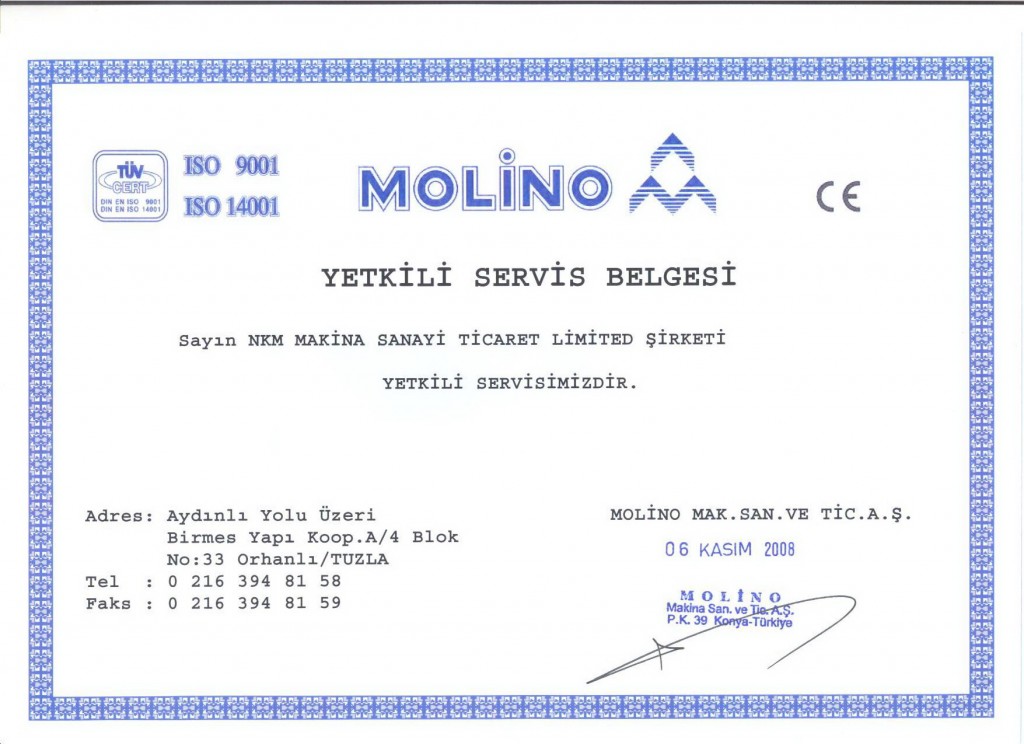 TÜV
CERT
DIN EN ISO 9001
DIN EN ISO 14001
ISO 9001
ISO 14001
MOLİNO
CE
YETKİLİ SERVİS BELGESİ
Sayın NKM MAKİNA SANAYİ TİCARET LİMİTED ŞİRKETİ
YETKİLİ SERVİSİMİZDİR.
Adres: Aydınlı Yolu Üzeri
Birmes Yapı Koop.A/4 Blok
No:33 Orhanlı/TUZLA
Tel : 0 216 394 81 58
Faks : 0 216 394 81 59
MOLİNO MAK.SAN.VE TİC.A.Ş.
06 KASIM 2008
MOLİNO
Makina San. ve Tic. A.Ş.
P.K. 39 Konya-Türkiye